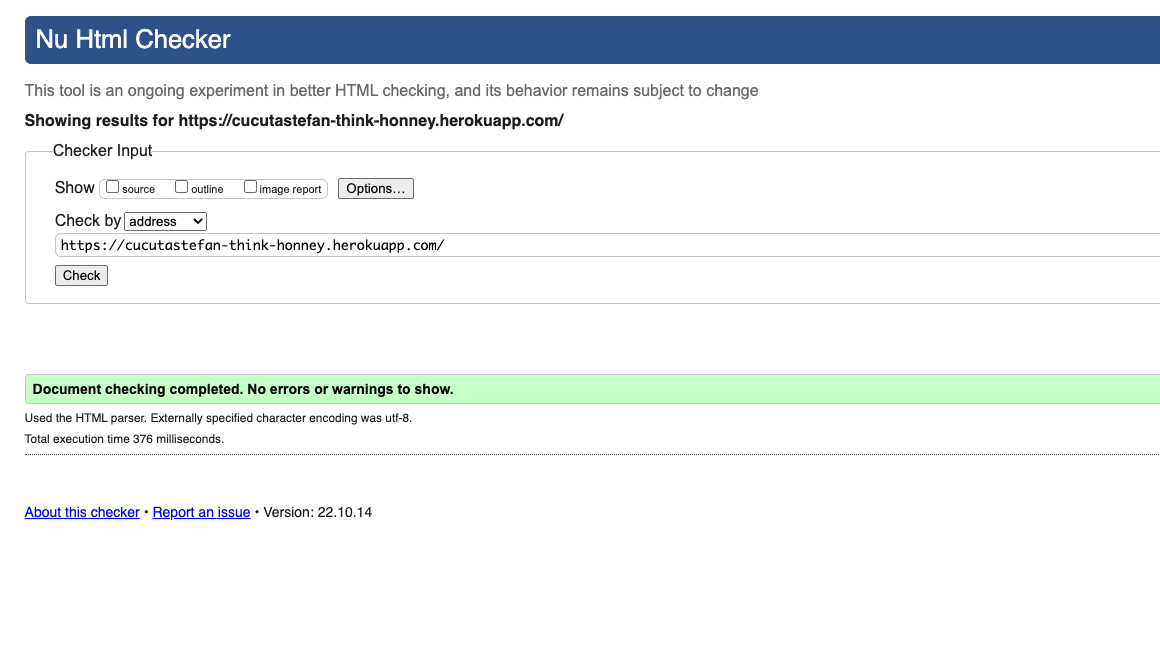 Nu Html Checker
This tool is an ongoing experiment in better HTML checking, and its behavior remains subject to change
Showing results for https://cucutastefan-think-honney.herokuapp.com/
Checker Input
Show source outline image report Options…
Check by address
https://cucutastefan-think-honney.herokuapp.com/
Check
Document checking completed. No errors or warnings to show.
Used the HTML parser. Externally specified character encoding was utf-8.
Total execution time 376 milliseconds.
About this checker • Report an issue • Version: 22.10.14